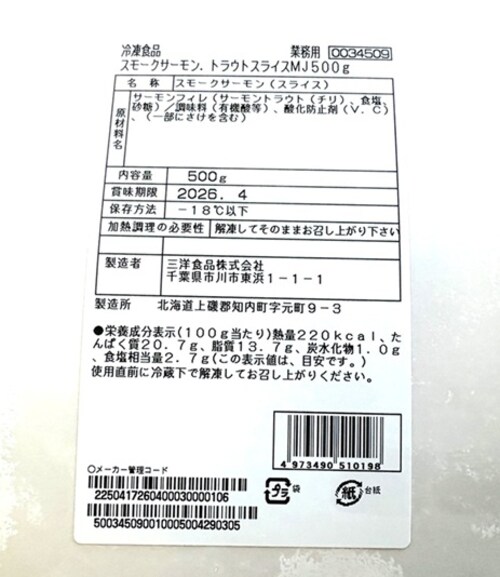 冷凍食品 業務用 0034509
スモークサーモン．トラウトスライスMJ500g
名 称 スモークサーモン（スライス）
原材料名 サーモンフィレ（サーモントラウト（チリ）、食塩、
砂糖）／調味料（有機酸等）、酸化防止剤（V．C）
、（一部にさけを含む）
内容量 500g
賞味期限 2026．4
保存方法 －18℃以下
加熱調理の必要性 解凍してそのままお召し上がり下さい
製造者 三洋食品株式会社
千葉県市川市東浜1－1－1
製造所 北海道上磯郡知内町字元町9－3
●栄養成分表示(100g当たり)熱量220kcal、た
んぱく質20．7g、脂質13．7g、炭水化物1．0g
、食塩相当量2．7g(この表示値は、目安です。)
使用直前に冷蔵下で解凍してお召し上がりください。
4 973490 510198
○メーカー管理コード
22504172604000300000106
プラ 袋
紙 台紙
5003450900100050042903​05